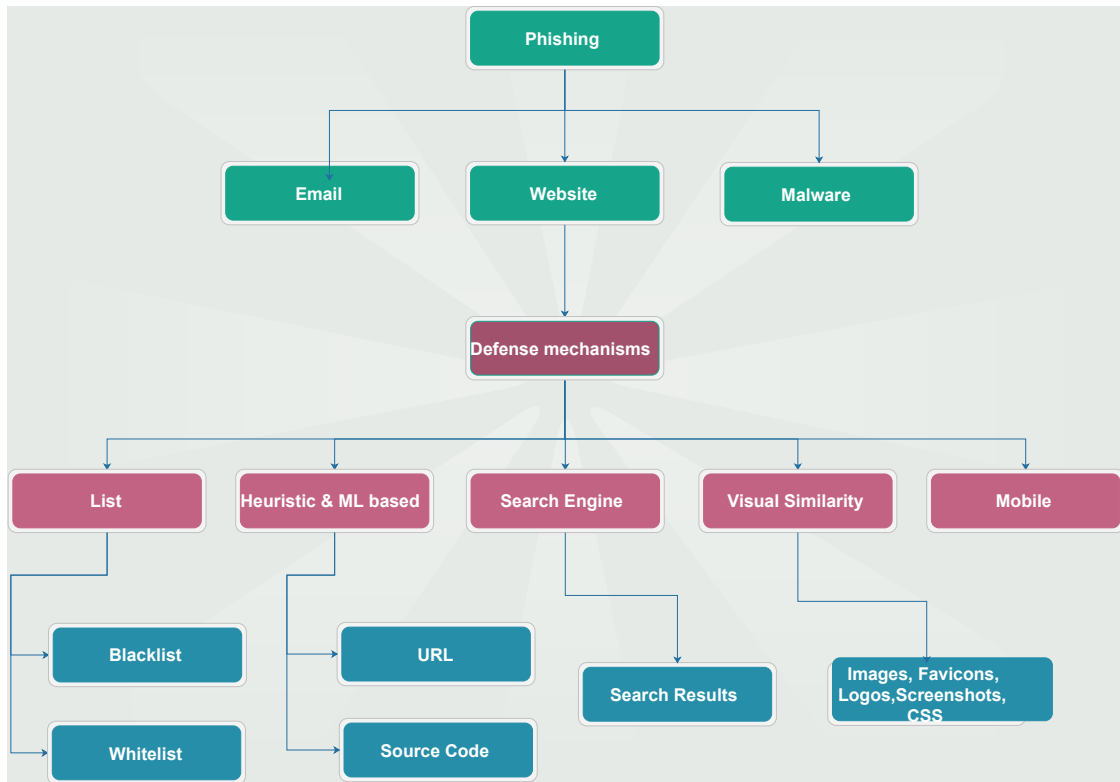 Phishing
Email
Website
Malware
Defense mechanisms
List
Heuristic & ML based
Search Engine
Visual Similarity
Mobile
Blacklist
URL
Search Results
Images, Favicons,
Logos,Screenshots,
CSS
Whitelist
Source Code